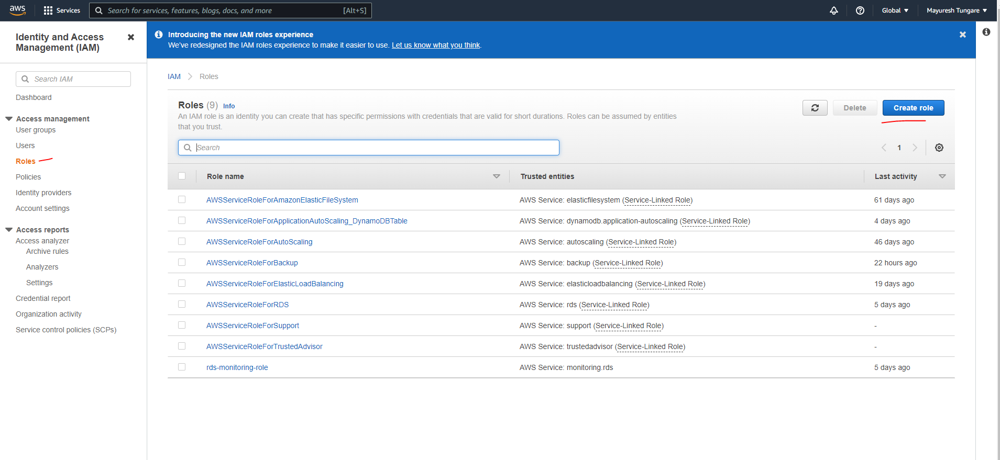 aws
Services
Search for services, features, blogs, docs, and more
[Alt+S]
Global
Mayuresh Tungare
Identity and Access
Management (IAM)
Search IAM
Dashboard
Access management
User groups
Users
Roles
Policies
Identity providers
Account settings
Access reports
Access analyzer
Archive rules
Analyzers
Settings
Credential report
Organization activity
Service control policies (SCPs)
Introducing the new IAM roles experience
We've redesigned the IAM roles experience to make it easier to use. Let us know what you think.
IAM Roles
Roles (9) Info
An IAM role is an identity you can create that has specific permissions with credentials that are valid for short durations. Roles can be assumed by entities
that you trust.
Delete
Create role
Search
1
Role name Trusted entities Last activity
AWSServiceRoleForAmazonElasticFileSystem AWS Service: elasticfilesystem (Service-Linked Role) 61 days ago
AWSServiceRoleForApplicationAutoScaling_DynamoDBTable AWS Service: dynamodb.application-autoscaling (Service-Linked Role) 4 days ago
AWSServiceRoleForAutoScaling AWS Service: autoscaling (Service-Linked Role) 46 days ago
AWSServiceRoleForBackup AWS Service: backup (Service-Linked Role) 22 hours ago
AWSServiceRoleForElasticLoadBalancing AWS Service: elasticloadbalancing (Service-Linked Role) 19 days ago
AWSServiceRoleForRDS AWS Service: rds (Service-Linked Role) 5 days ago
AWSServiceRoleForSupport AWS Service: support (Service-Linked Role) -
AWSServiceRoleForTrustedAdvisor AWS Service: trustedadvisor (Service-Linked Role) -
rds-monitoring-role AWS Service: monitoring.rds 5 days ago